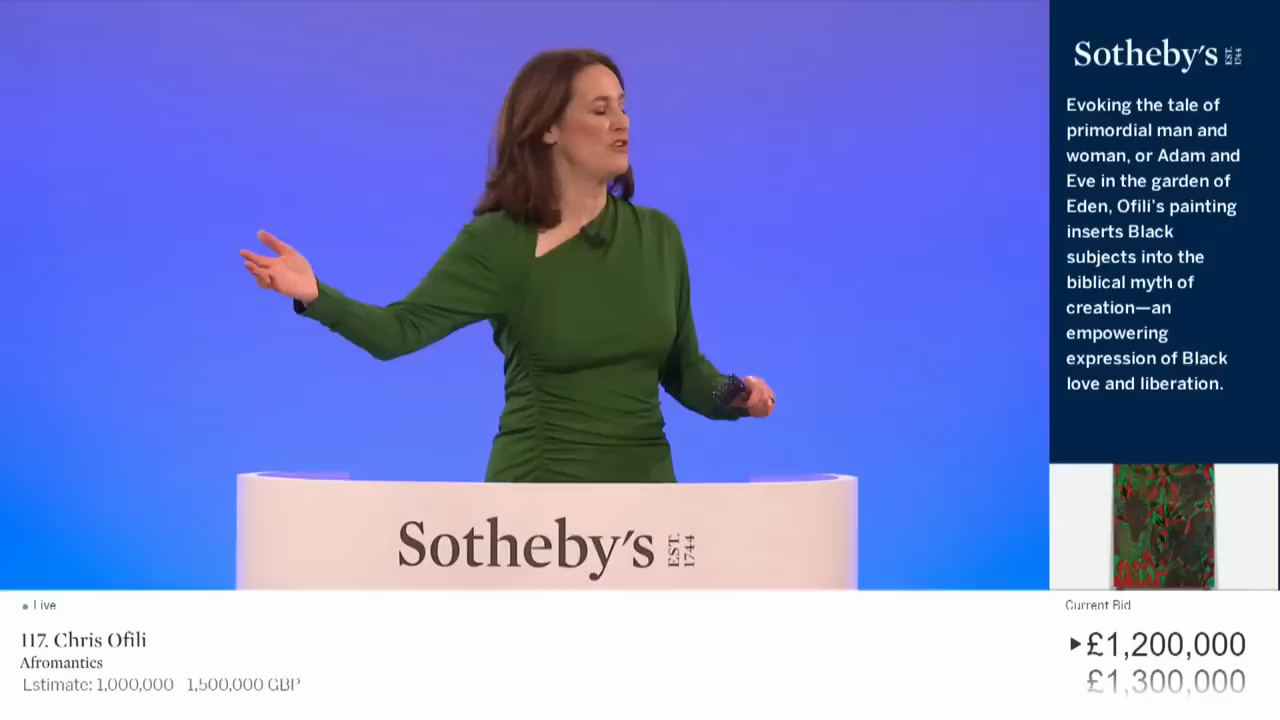 Sotheby's EST. 1744
Evoking the tale of
primordial man and
woman, or Adam and
Eve in the garden of
Eden, Ofili's painting
inserts Black
subjects into the
biblical myth of
creation—an
empowering
expression of Black
love and liberation.
Sotheby's EST. 1744
Live
117. Chris Ofili
Afromantics
Estimate: 1,000,000 1,500,000 GBP
Current Bid
£1,200,000
£1,300,000